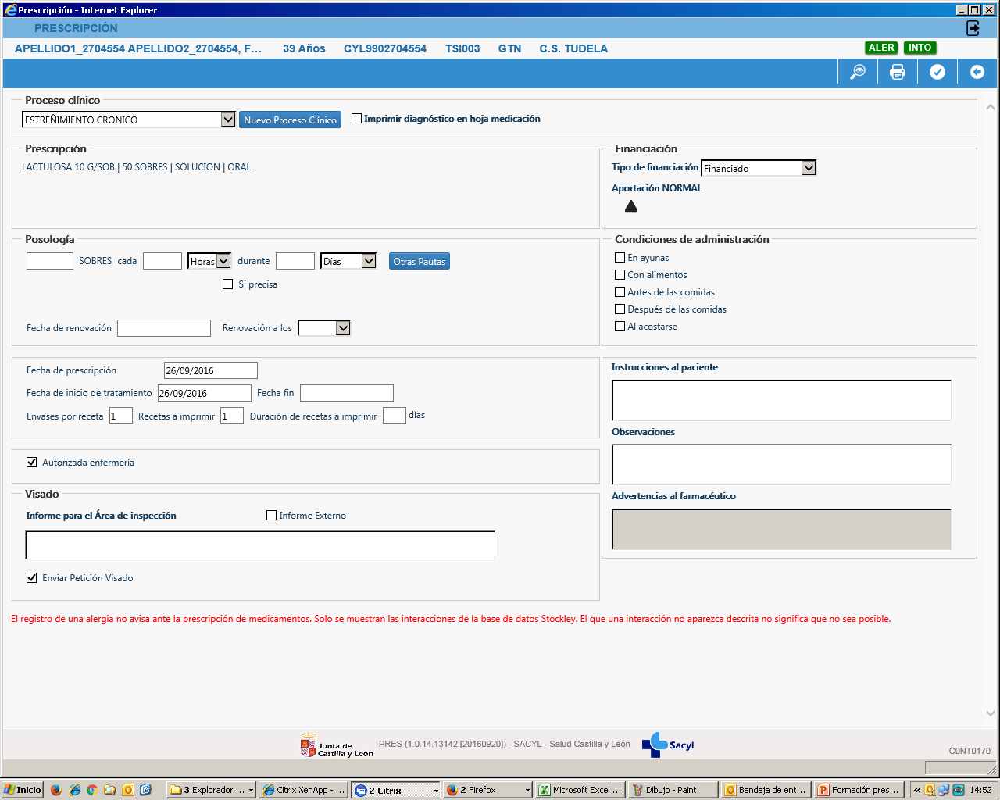 Prescripción - Internet Explorer
PRESCRIPCIÓN
APELLIDO1_2704554 APELLIDO2_2704554, F... 39 Años CYL9902704554 TSI003 GTN C.S. TUDELA ALER INTO
Proceso clínico
ESTREÑIMIENTO CRONICO Nuevo Proceso Clínico Imprimir diagnóstico en hoja medicación
Prescripción
LACTULOSA 10 G/SOB | 50 SOBRES | SOLUCION | ORAL
Financiación
Tipo de financiación Financiado
Aportación NORMAL
Posología
SOBRES cada Horas durante Días Otras Pautas
Si precisa
Fecha de renovación Renovación a los
Condiciones de administración
En ayunas
Con alimentos
Antes de las comidas
Después de las comidas
Al acostarse
Fecha de prescripción 26/09/2016
Fecha de inicio de tratamiento 26/09/2016 Fecha fin
Envases por receta 1 Recetas a imprimir 1 Duración de recetas a imprimir días
Instrucciones al paciente
Observaciones
Advertencias al farmacéutico
Autorizada enfermería
Visado
Informe para el Área de inspección Informe Externo
Enviar Petición Visado
El registro de una alergia no avisa ante la prescripción de medicamentos. Solo se muestran las interacciones de la base de datos Stockley. El que una interacción no aparezca descrita no significa que no sea posible.
Junta de
Castilla y León
PRES (1.0.14.13142 [20160920]) - SACYL - Salud Castilla y León
Sacyl
C0NT0170
Inicio 3 Explorador ... Citrix XenApp - ... 2 Citrix 2 Firefox Microsoft Excel ... Dibujo - Paint Bandeja de ent... Formación pres... « 14:52